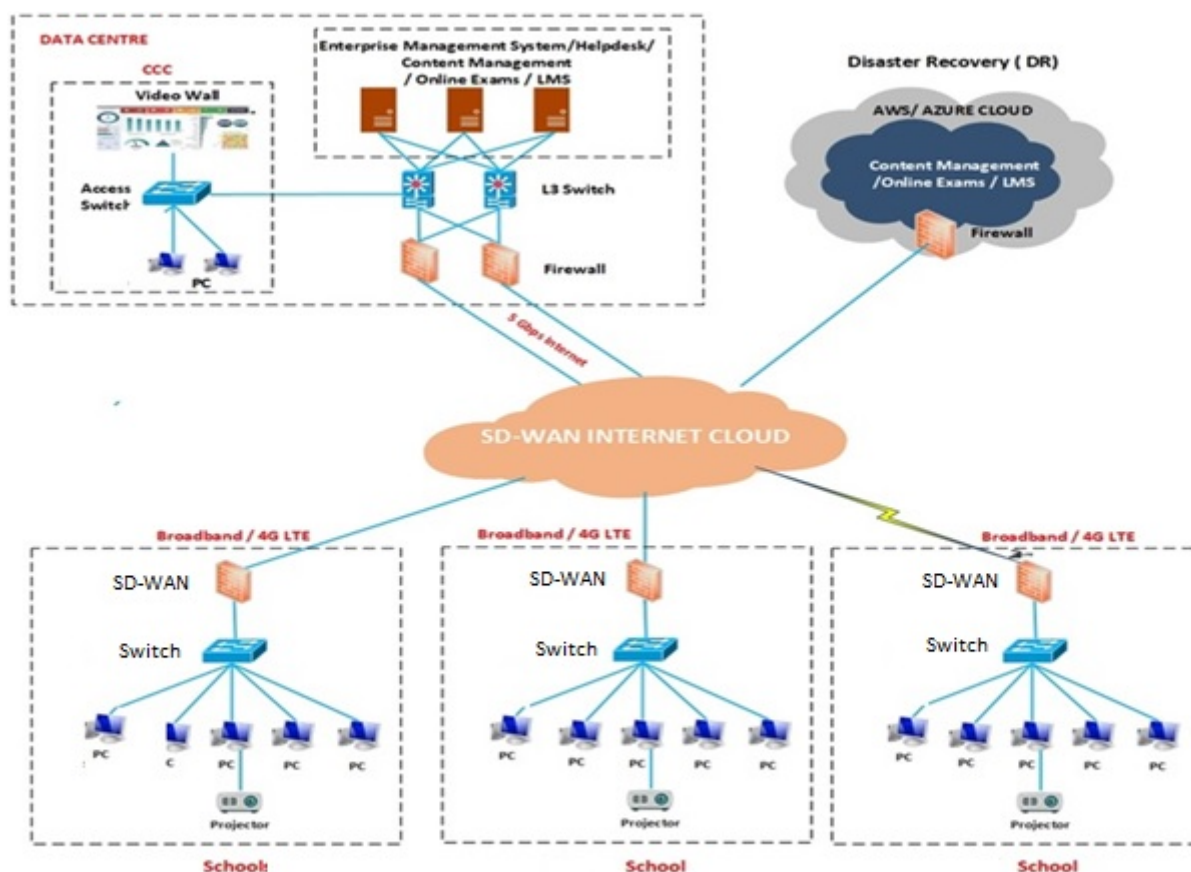 DATA CENTRE
CCC
Video Wall
Access
Switch
PC
Enterprise Management System/Helpdesk/
Content Management
/ Online Exams / LMS
L3 Switch
Firewall
5 Gbps Internet
Disaster Recovery ( DR)
AWS/ AZURE CLOUD
Content Management
/Online Exams / LMS
Firewall
SD-WAN INTERNET CLOUD
Broadband / 4G LTE
SD-WAN
Switch
PC
C
PC
PC
PC
Projector
Schools
Broadband / 4G LTE
SD-WAN
Switch
PC
PC
PC
PC
PC
Projector
School
Broadband / 4G LTE
SD-WAN
Switch
PC
PC
PC
PC
PC
Projector
School